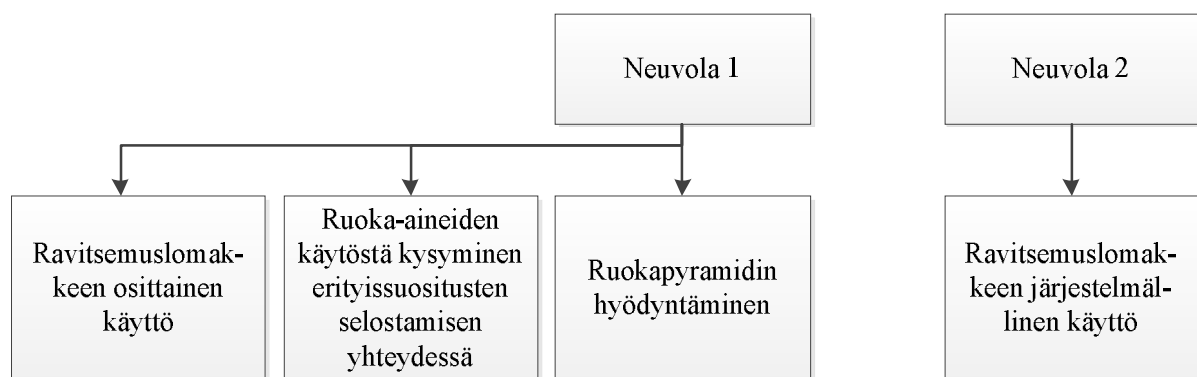 Neuvola 1
Neuvola 2
Ravitsemuslomak-
keen osittainen
käyttö
Ruoka-aineiden
käytöstä kysyminen
erityissuositusten
selostamisen
yhteydessä
Ruokapyramidin
hyödyntäminen
Ravitsemuslomak-
keen järjestelmäl-
linen käyttö